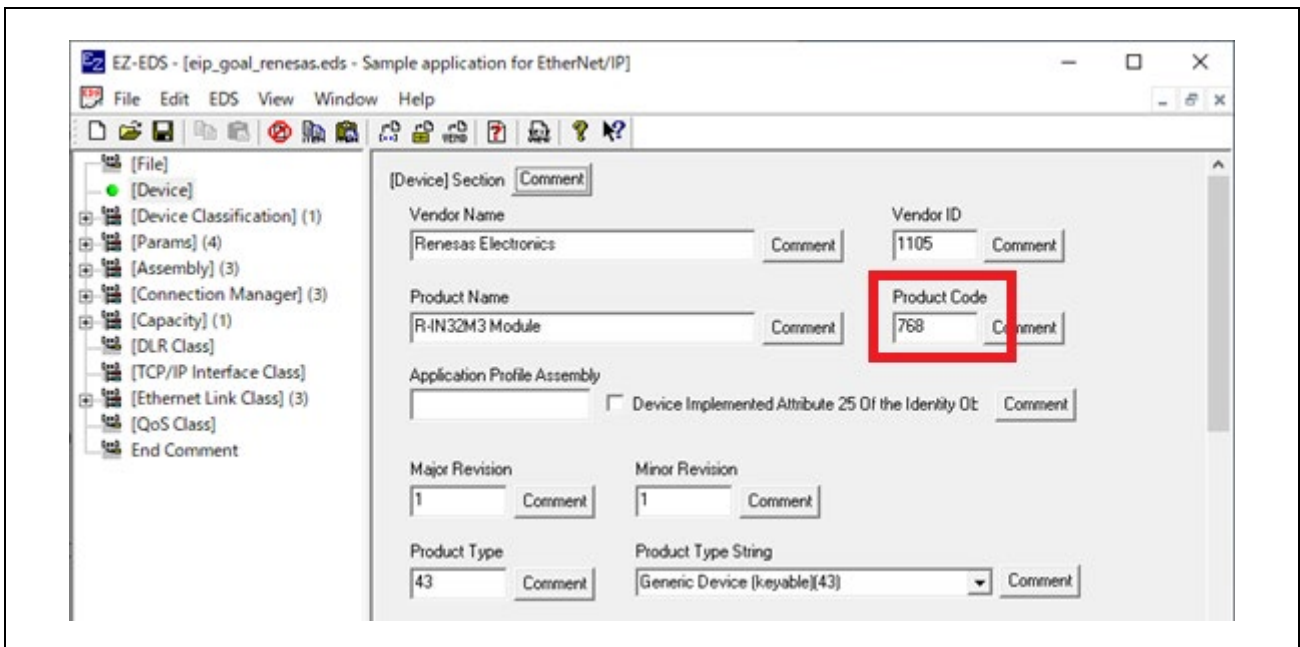 EZ-EDS - [eip_goal_renesas.eds - Sample application for EtherNet/IP]
File Edit EDS View Window Help
[File]
[Device]
[Device Classification] (1)
[Params] (4)
[Assembly] (3)
[Connection Manager] (3)
[Capacity] (1)
[DLR Class]
[TCP/IP Interface Class]
[Ethernet Link Class] (3)
[QoS Class]
End Comment
[Device] Section Comment
Vendor Name Vendor ID
Renesas Electronics Comment 1105 Comment
Product Name Product Code
R-IN32M3 Module Comment 768 Comment
Application Profile Assembly
Device Implemented Attribute 25 Of the Identity Ot Comment
Major Revision Minor Revision
1 Comment 1 Comment
Product Type Product Type String
43 Comment Generic Device (keyable)(43) Comment